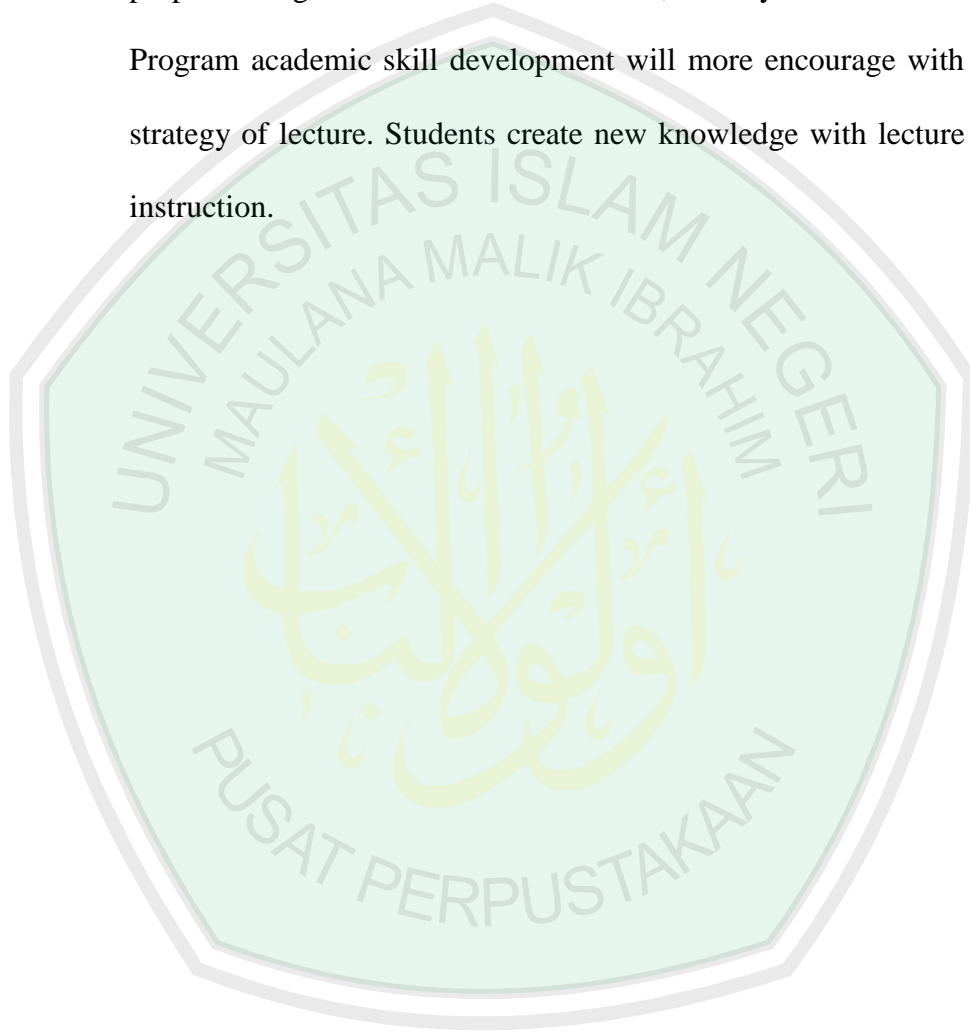 Program academic skill development will more encourage with
strategy of lecture. Students create new knowledge with lecture
instruction.
UNIVERSITAS ISLAM NEGERI
MAULANA MALIK IBRAHIM
PUSAT PERPUSTAKAAN